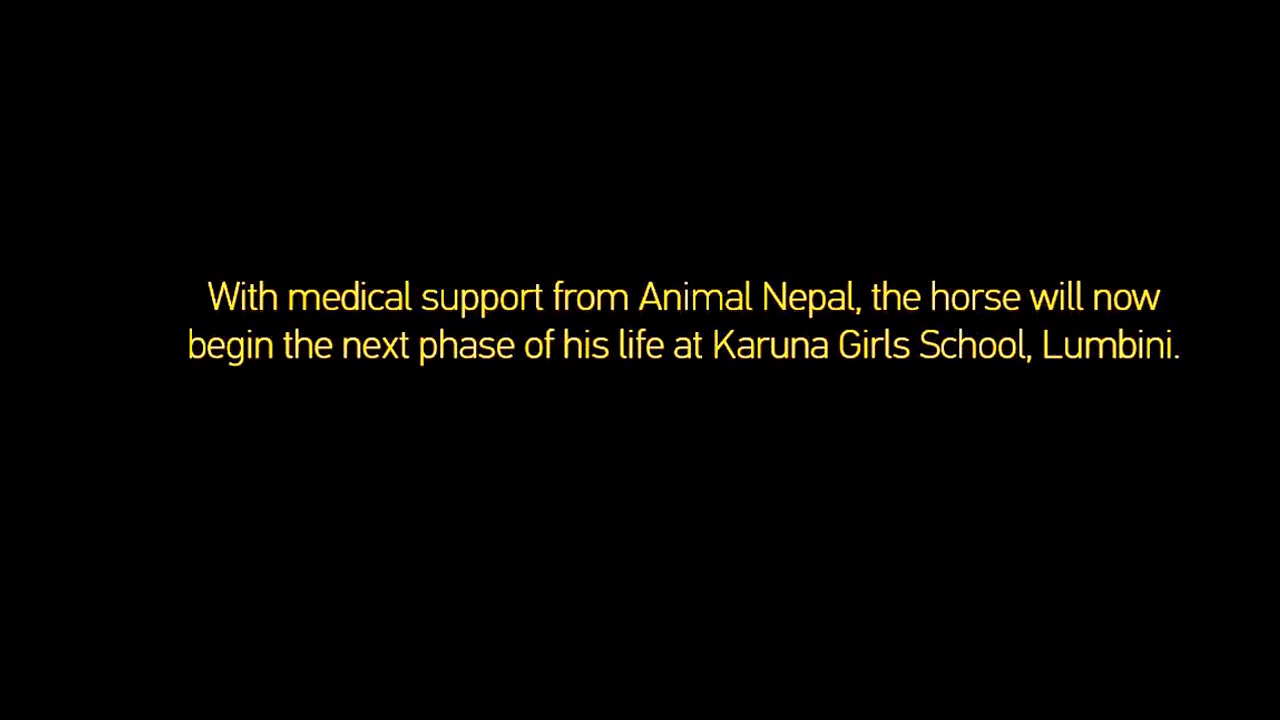 With medical support from Animal Nepal, the horse will now
begin the next phase of his life at Karuna Girls School, Lumbini.